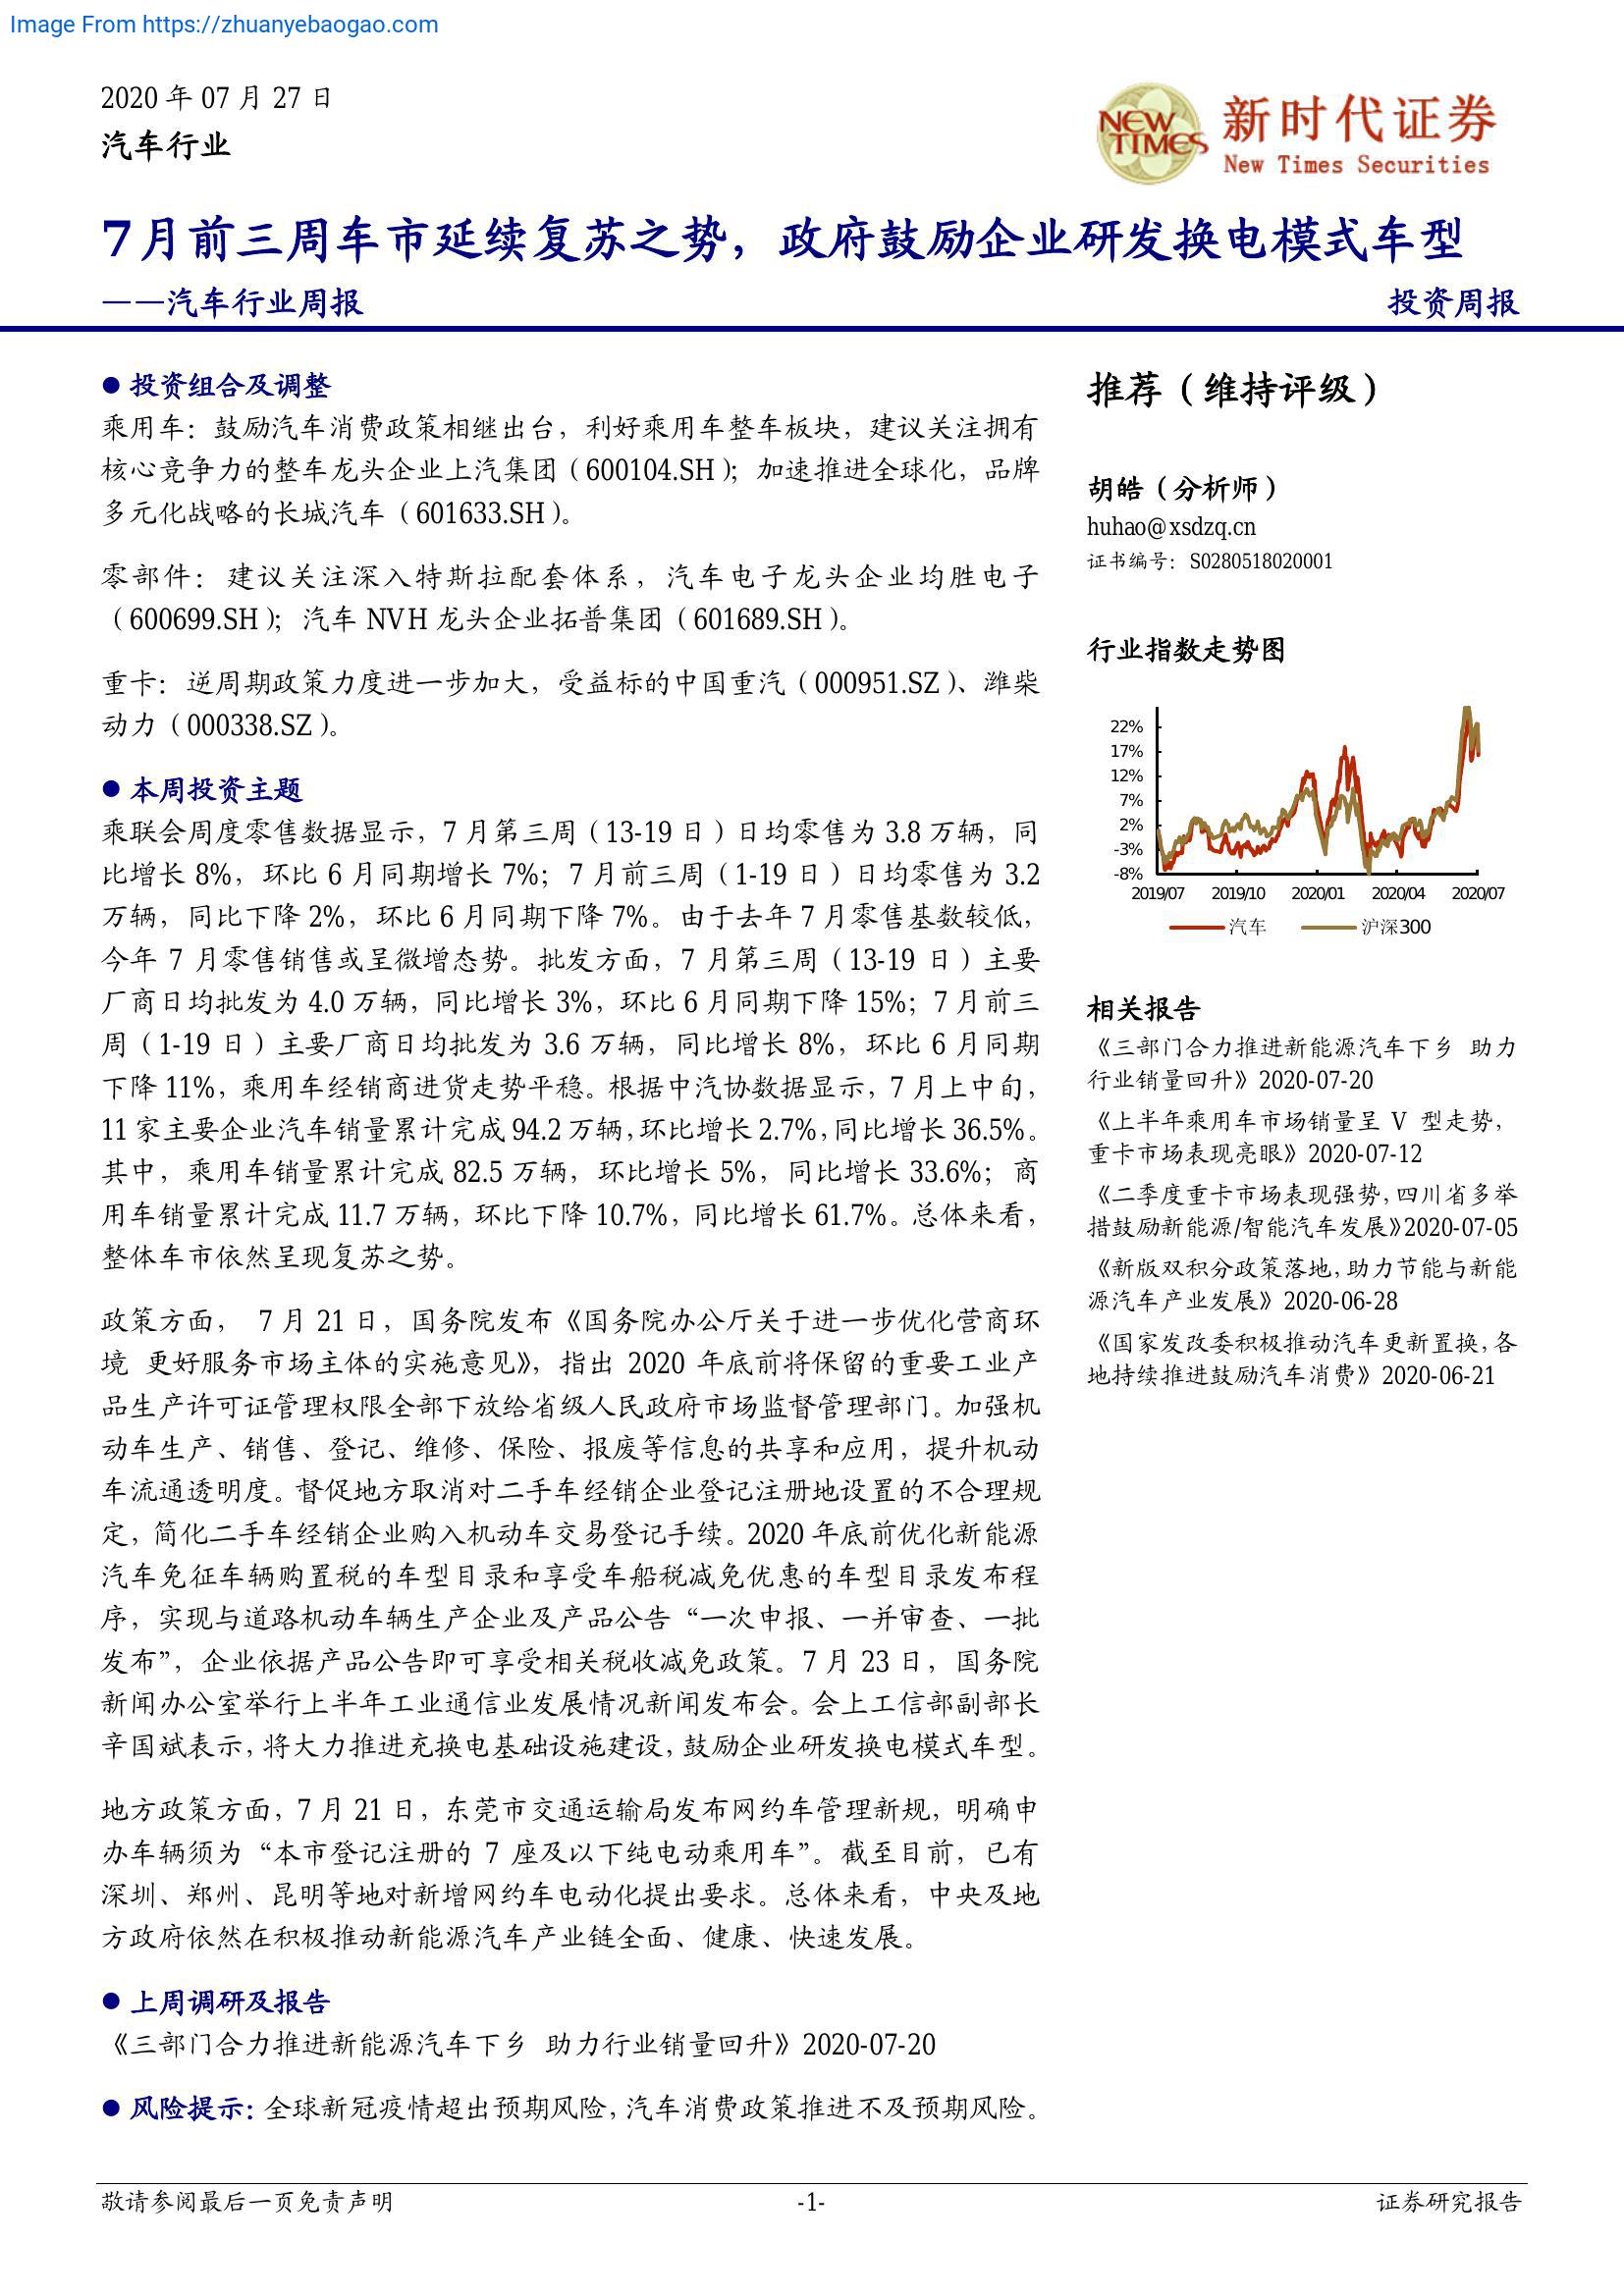 Image From https://zhuanyebaogao.com
2020 年 07 月 27 日
汽车行业
NEW TIMES
新时代证券
New Times Securities
7月前三周车市延续复苏之势，政府鼓励企业研发换电模式车型
——汽车行业周报
投资周报
● 投资组合及调整
乘用车：鼓励汽车消费政策相继出台，利好乘用车整车板块，建议关注拥有
核心竞争力的整车龙头企业上汽集团（600104.SH）；加速推进全球化，品牌
多元化战略的长城汽车（601633.SH）。
零部件：建议关注深入特斯拉配套体系，汽车电子龙头企业均胜电子
（600699.SH）；汽车 NVH 龙头企业拓普集团（601689.SH）。
重卡：逆周期政策力度进一步加大，受益标的中国重汽（000951.SZ）、潍柴
动力（000338.SZ）。
● 本周投资主题
乘联会周度零售数据显示，7 月第三周（13-19 日）日均零售为 3.8 万辆，同
比增长 8%，环比 6 月同期增长 7%；7 月前三周（1-19 日）日均零售为 3.2
万辆，同比下降 2%，环比 6 月同期下降 7%。由于去年 7 月零售基数较低，
今年 7 月零售销售或呈微增态势。批发方面，7 月第三周（13-19 日）主要
厂商日均批发为 4.0 万辆，同比增长 3%，环比 6 月同期下降 15%；7 月前三
周（1-19 日）主要厂商日均批发为 3.6 万辆，同比增长 8%，环比 6 月同期
下降 11%，乘用车经销商进货走势平稳。根据中汽协数据显示，7 月上中旬，
11 家主要企业汽车销量累计完成 94.2 万辆，环比增长 2.7%，同比增长 36.5%。
其中，乘用车销量累计完成 82.5 万辆，环比增长 5%，同比增长 33.6%；商
用车销量累计完成 11.7 万辆，环比下降 10.7%，同比增长 61.7%。总体来看，
整体车市依然呈现复苏之势。
政策方面， 7 月 21 日，国务院发布《国务院办公厅关于进一步优化营商环
境 更好服务市场主体的实施意见》，指出 2020 年底前将保留的重要工业产
品生产许可证管理权限全部下放给省级人民政府市场监督管理部门。加强机
动车生产、销售、登记、维修、保险、报废等信息的共享和应用，提升机动
车流通透明度。督促地方取消对二手车经销企业登记注册地设置的不合理规
定，简化二手车经销企业购入机动车交易登记手续。2020 年底前优化新能源
汽车免征车辆购置税的车型目录和享受车船税减免优惠的车型目录发布程
序，实现与道路机动车辆生产企业及产品公告“一次申报、一并审查、一批
发布”，企业依据产品公告即可享受相关税收减免政策。7 月 23 日，国务院
新闻办公室举行上半年工业通信业发展情况新闻发布会。会上工信部副部长
辛国斌表示，将大力推进充换电基础设施建设，鼓励企业研发换电模式车型。
地方政策方面，7 月 21 日，东莞市交通运输局发布网约车管理新规，明确申
办车辆须为“本市登记注册的 7 座及以下纯电动乘用车”。截至目前，已有
深圳、郑州、昆明等地对新增网约车电动化提出要求。总体来看，中央及地
方政府依然在积极推动新能源汽车产业链全面、健康、快速发展。
● 上周调研及报告
《三部门合力推进新能源汽车下乡 助力行业销量回升》2020-07-20
● 风险提示：全球新冠疫情超出预期风险，汽车消费政策推进不及预期风险。
推荐（维持评级）
胡皓（分析师）
huhao@xsdzq.cn
证书编号：S0280518020001
行业指数走势图
22%
17%
12%
7%
2%
-3%
-8%
2019/07 2019/10 2020/01 2020/04 2020/07
汽车 沪深300
相关报告
《三部门合力推进新能源汽车下乡 助力
行业销量回升》2020-07-20
《上半年乘用车市场销量呈 V 型走势，
重卡市场表现亮眼》2020-07-12
《二季度重卡市场表现强势，四川省多举
措鼓励新能源/智能汽车发展》2020-07-05
《新版双积分政策落地，助力节能与新能
源汽车产业发展》2020-06-28
《国家发改委积极推动汽车更新置换，各
地持续推进鼓励汽车消费》2020-06-21
敬请参阅最后一页免责声明
-1-
证券研究报告